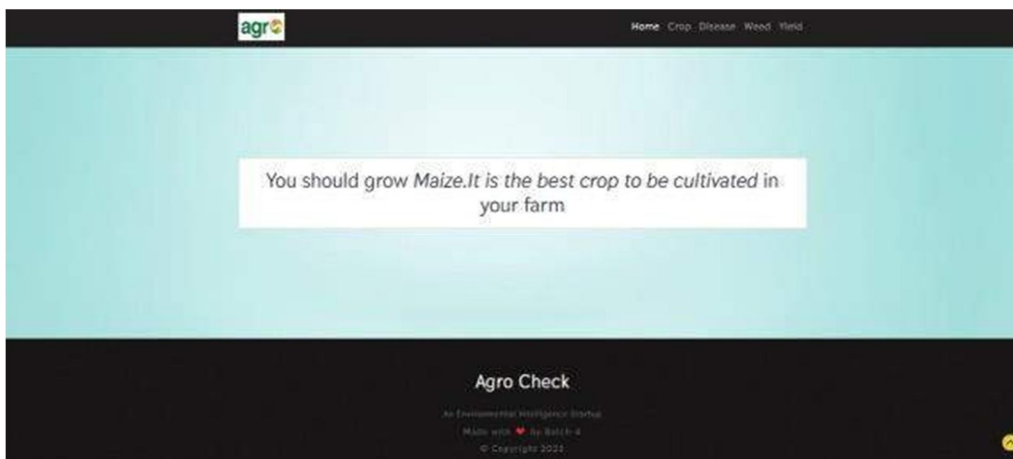 agro
Home Crop Disease Weed Yield
You should grow Maize.It is the best crop to be cultivated in
your farm
Agro Check
An Environmental Intelligence Startup
Made with ❤ by Batch-4
© Copyright 2023